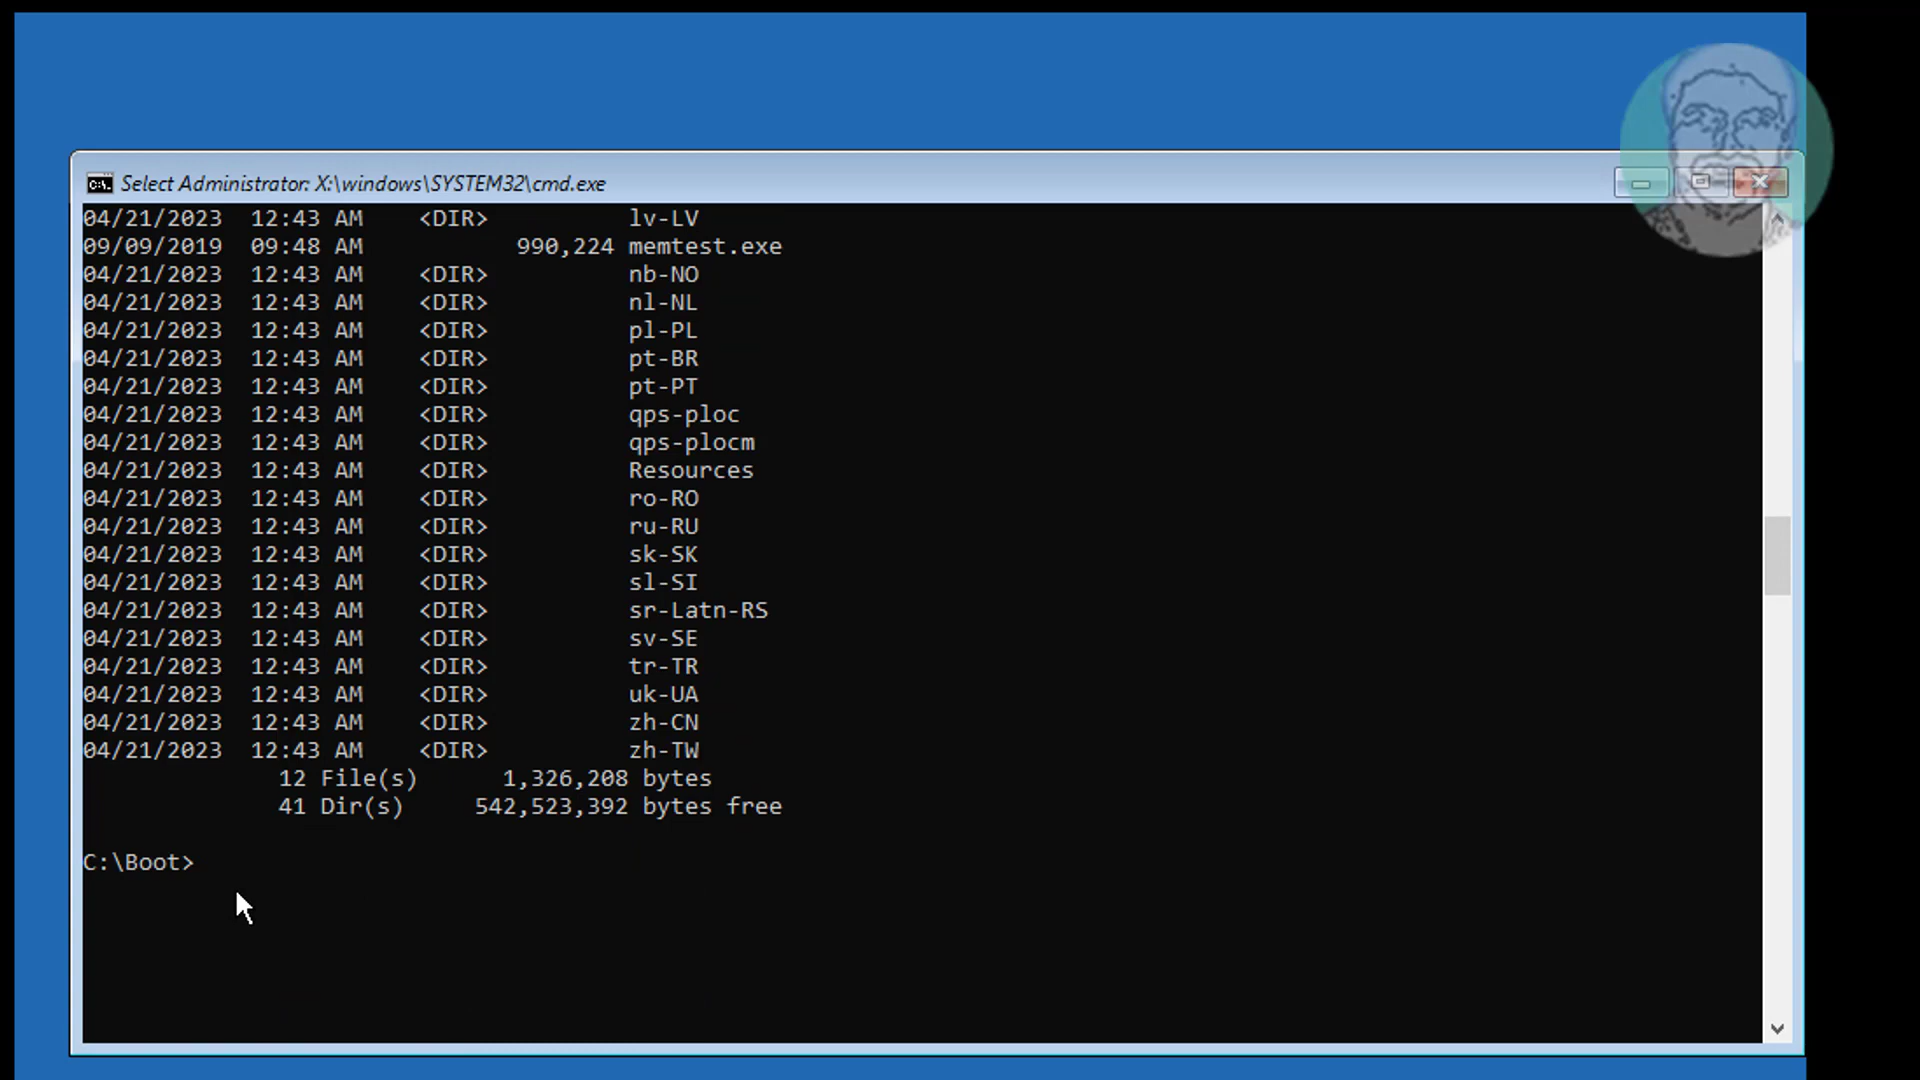 Select Administrator: X:\windows\SYSTEM32\cmd.exe
04/21/2023  12:43 AM    <DIR>          lv-LV
09/09/2019  09:48 AM           990,224 memtest.exe
04/21/2023  12:43 AM    <DIR>          nb-NO
04/21/2023  12:43 AM    <DIR>          nl-NL
04/21/2023  12:43 AM    <DIR>          pl-PL
04/21/2023  12:43 AM    <DIR>          pt-BR
04/21/2023  12:43 AM    <DIR>          pt-PT
04/21/2023  12:43 AM    <DIR>          qps-ploc
04/21/2023  12:43 AM    <DIR>          qps-plocm
04/21/2023  12:43 AM    <DIR>          Resources
04/21/2023  12:43 AM    <DIR>          ro-RO
04/21/2023  12:43 AM    <DIR>          ru-RU
04/21/2023  12:43 AM    <DIR>          sk-SK
04/21/2023  12:43 AM    <DIR>          sl-SI
04/21/2023  12:43 AM    <DIR>          sr-Latn-RS
04/21/2023  12:43 AM    <DIR>          sv-SE
04/21/2023  12:43 AM    <DIR>          tr-TR
04/21/2023  12:43 AM    <DIR>          uk-UA
04/21/2023  12:43 AM    <DIR>          zh-CN
04/21/2023  12:43 AM    <DIR>          zh-TW
12 File(s)      1,326,208 bytes
41 Dir(s)     542,523,392 bytes free
C:\Boot>